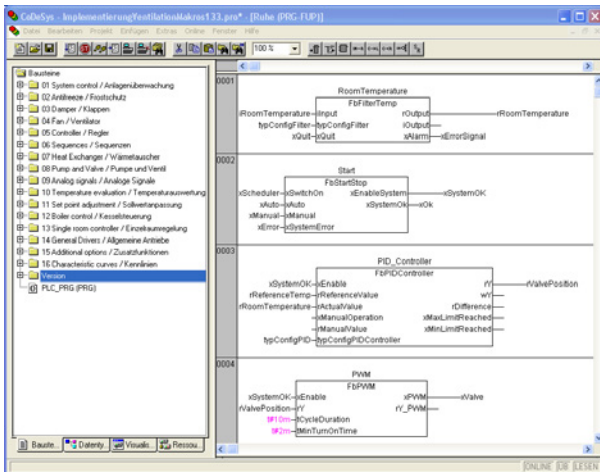 CoDeSys - ImplementierungVentilationMakros133.pro* - [Ruhe (PRG-FUP)]
Datei Bearbeiten Projekt Einfügen Extras Online Fenster Hilfe
100 %
Bausteine
01 System control / Anlagenüberwachung
02 Antifreeze / Frostschutz
03 Damper / Klappen
04 Fan / Ventilator
05 Controller / Regler
06 Sequences / Sequenzen
07 Heat Exchanger / Wärmetauscher
08 Pump and Valve / Pumpe und Ventil
09 Analog signals / Analoge Signale
10 Temperature evaluation / Temperaturauswertung
11 Set point adjustment / Sollwertanpassung
12 Boiler control / Kesselsteuerung
13 Single room controller / Einzelraumregelung
14 General Drivers / Allgemeine Antriebe
15 Additional options / Zusatzfunktionen
16 Characteristic curves / Kennlinien
Version
PLC_PRG (PRG)
Bauste... Datenty... Visualis... Ressou...
0001
RoomTemperature
FbFilterTemp
iRoomTemperature iInput rOutput rRoomTemperature
typConfigFilter typConfigFilter iOutput
xQuit xQuit xAlarm xErrorSignal
0002
Start
FbStartStop
xScheduler xSwitchOn xEnableSystem xSystemOK
xAuto xAuto xSystemOk xOk
xManual xManual
xError xSystemError
0003
PID_Controller
FbPIDController
xSystemOK xEnable rY rValvePosition
rReferenceTemp rReferenceValue wY
rRoomTemperature rActualValue rDifference
xManualOperation xMaxLimitReached
rManualValue xMinLimitReached
typConfigPID typConfigPIDController
0004
PWM
FbPWM
xSystemOK xEnable xPWM xValve
rValvePosition rY rY_PWM
t#10m tCycleDuration
t#2m tMinTurnOnTime
ONLINE ÜB LESEN